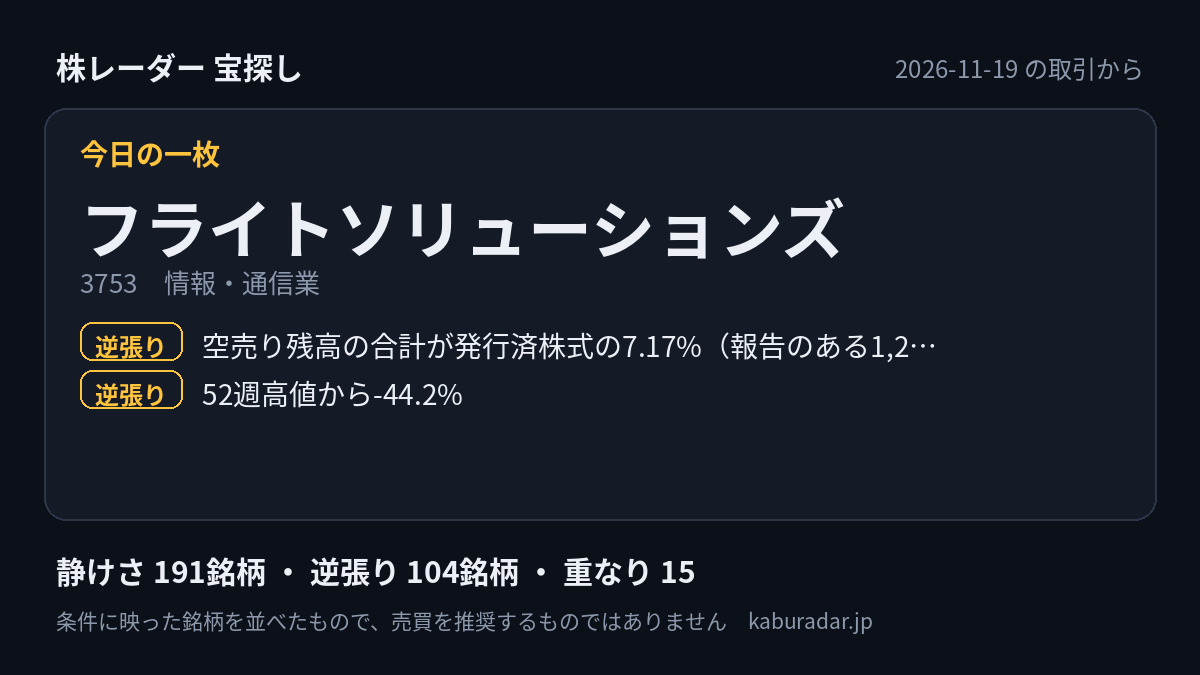 株レーダー 宝探し
2026-11-19 の取引から
今日の一枚
フライトソリューションズ
3753 情報・通信業
逆張り 空売り残高の合計が発行済株式の7.17%（報告のある1,2…
逆張り 52週高値から-44.2%
静けさ 191銘柄 ・ 逆張り 104銘柄 ・ 重なり 15
条件に映った銘柄を並べたもので、売買を推奨するものではありません kaburadar.jp